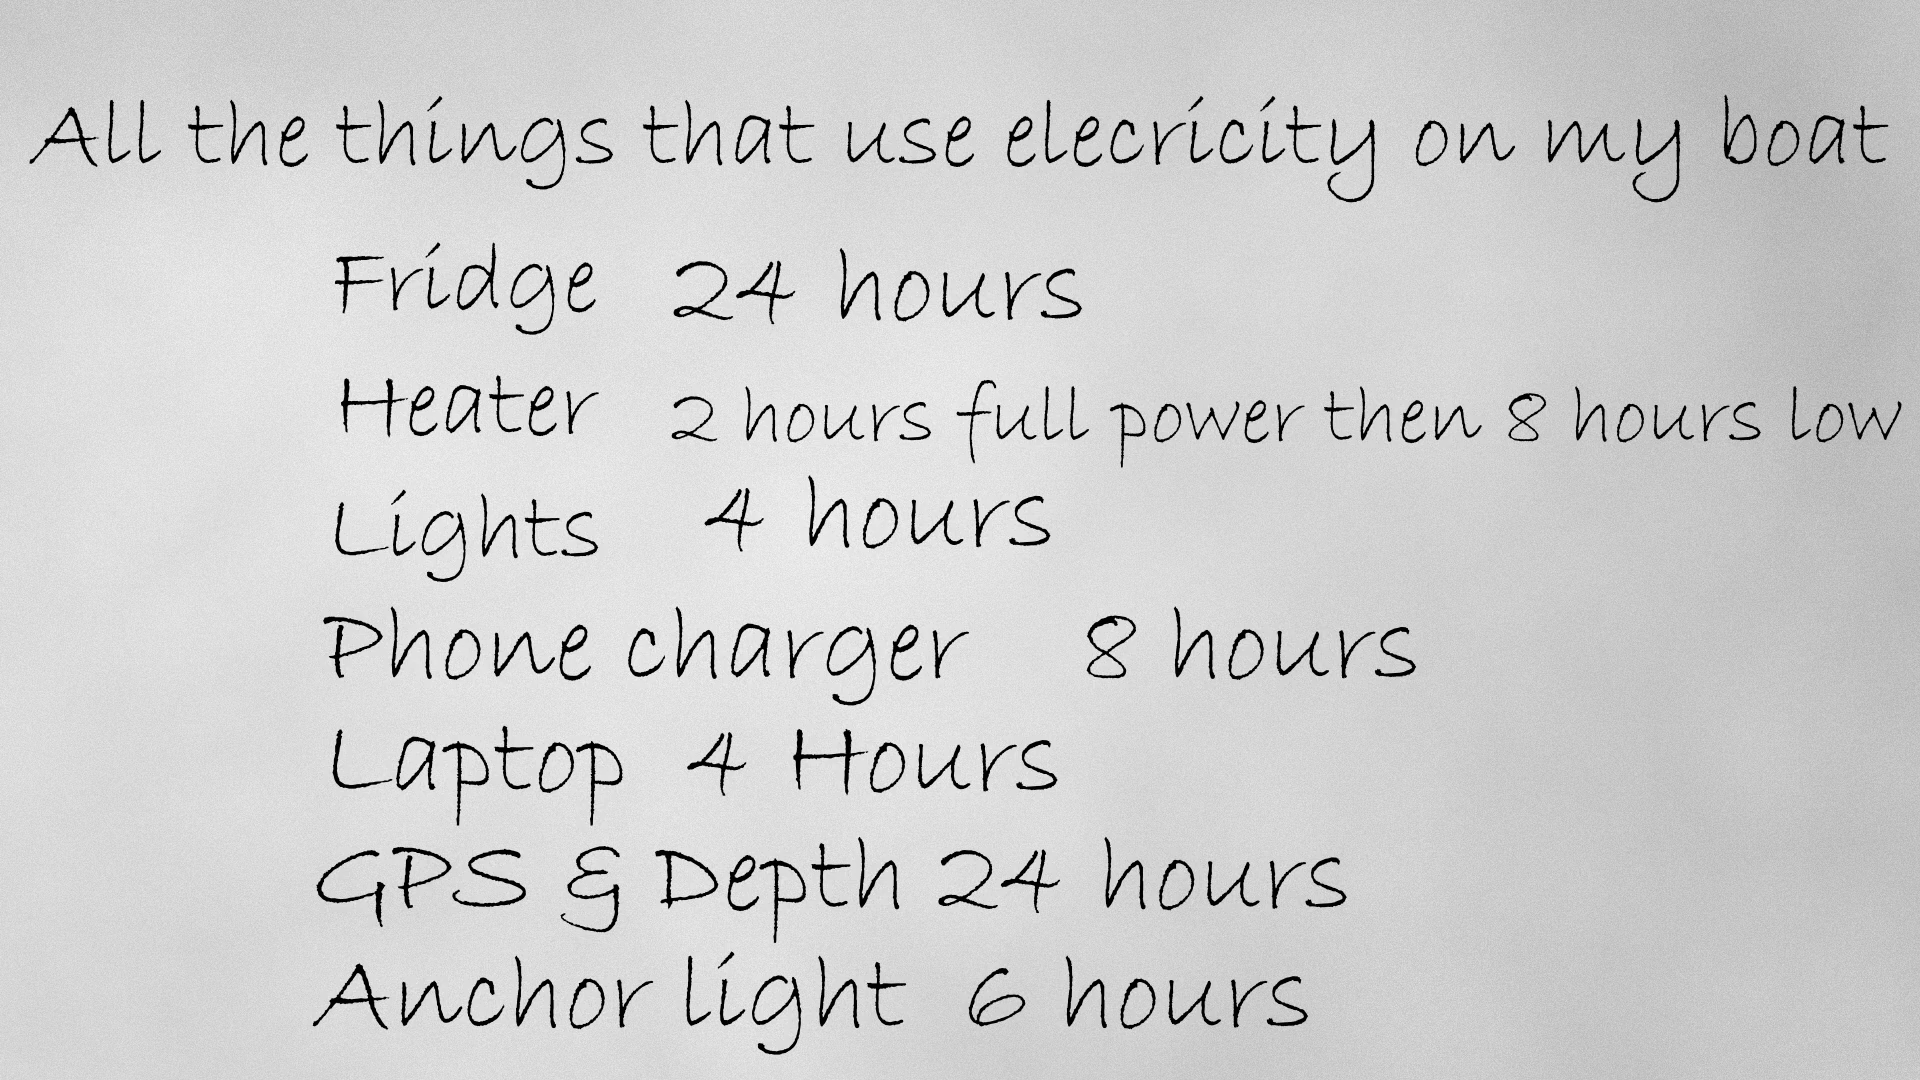 All the things that use elecricity on my boat
Fridge 24 hours
Heater 2 hours full power then 8 hours low
Lights 4 hours
Phone charger 8 hours
Laptop 4 Hours
GPS & Depth 24 hours
Anchor light 6 hours